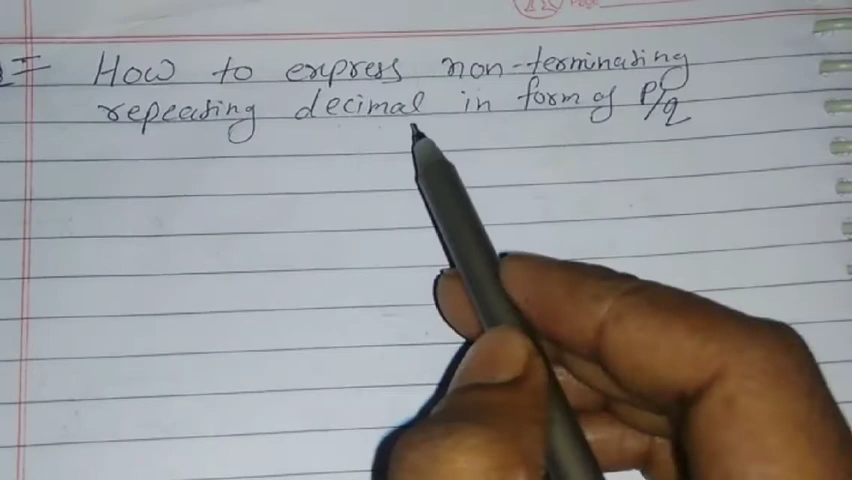 How to express non-terminating
repeating decimal in form of P/q